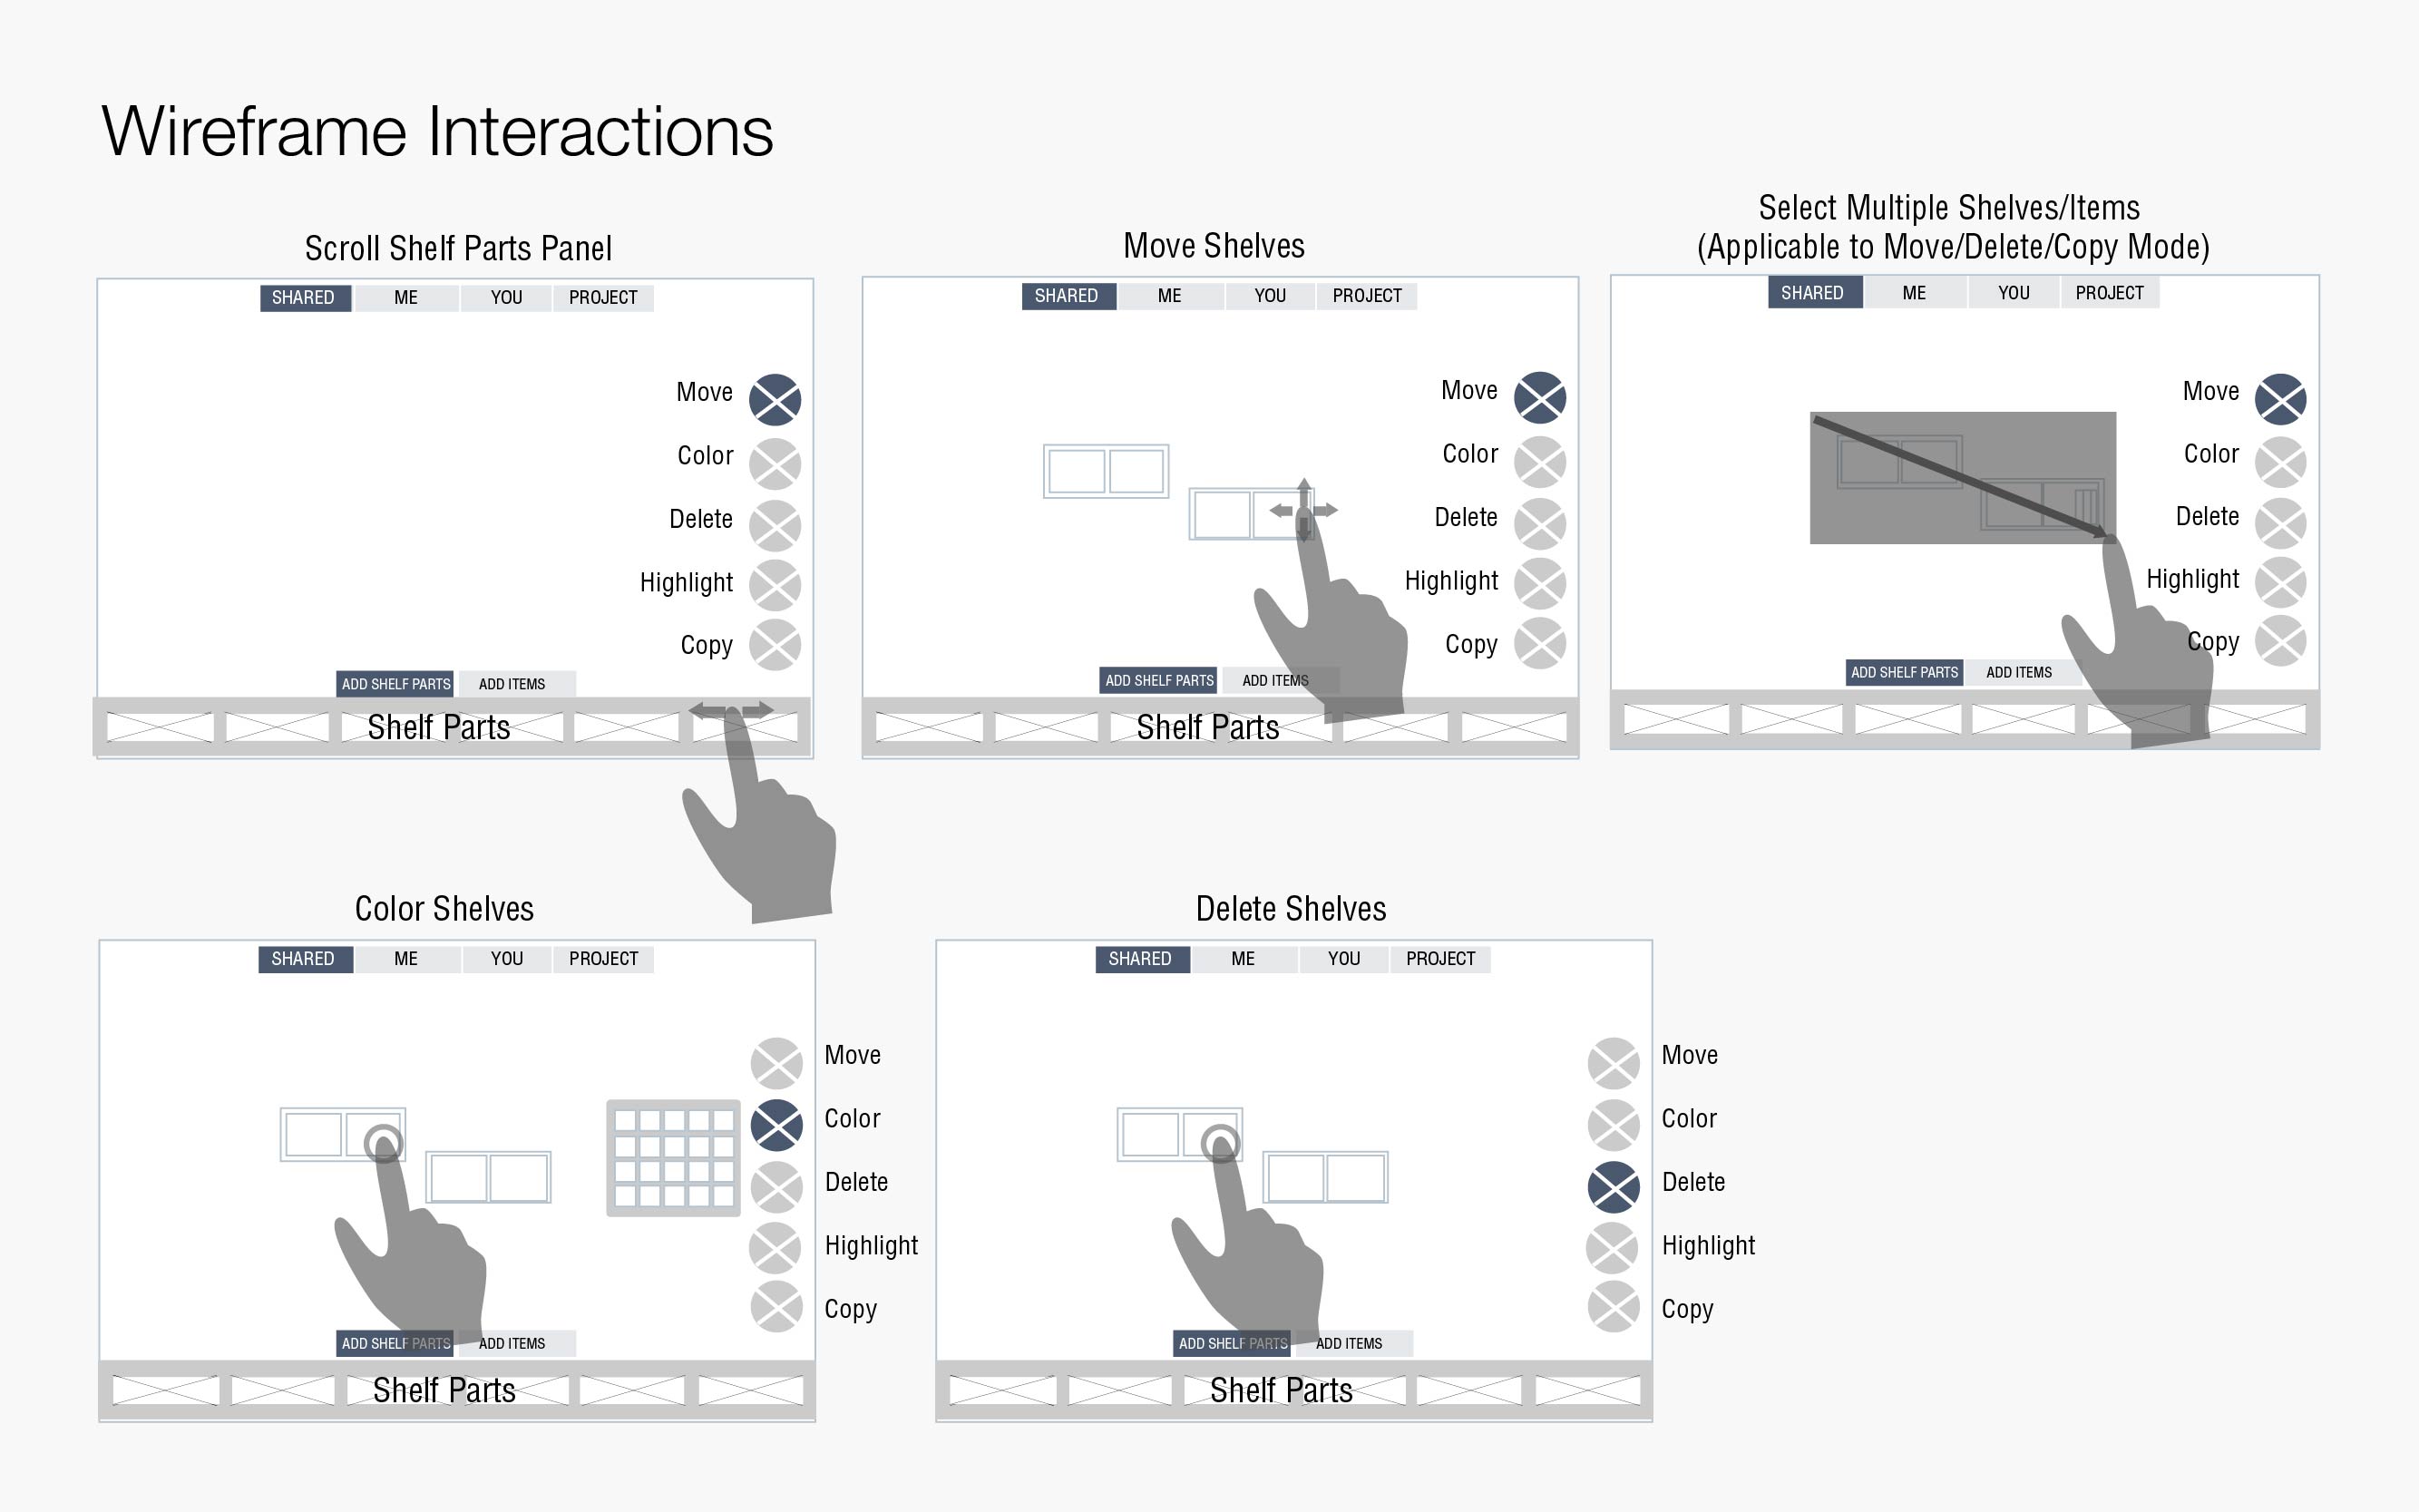 Wireframe Interactions
Scroll Shelf Parts Panel
SHARED ME YOU PROJECT
Move
Color
Delete
Highlight
Copy
ADD SHELF PARTS ADD ITEMS
Shelf Parts
Move Shelves
SHARED ME YOU PROJECT
Move
Color
Delete
Highlight
Copy
ADD SHELF PARTS ADD ITEMS
Shelf Parts
Select Multiple Shelves/Items
(Applicable to Move/Delete/Copy Mode)
SHARED ME YOU PROJECT
Move
Color
Delete
Highlight
Copy
ADD SHELF PARTS ADD ITEMS
Color Shelves
SHARED ME YOU PROJECT
Move
Color
Delete
Highlight
Copy
ADD SHELF PARTS ADD ITEMS
Shelf Parts
Delete Shelves
SHARED ME YOU PROJECT
Move
Color
Delete
Highlight
Copy
ADD SHELF PARTS ADD ITEMS
Shelf Parts